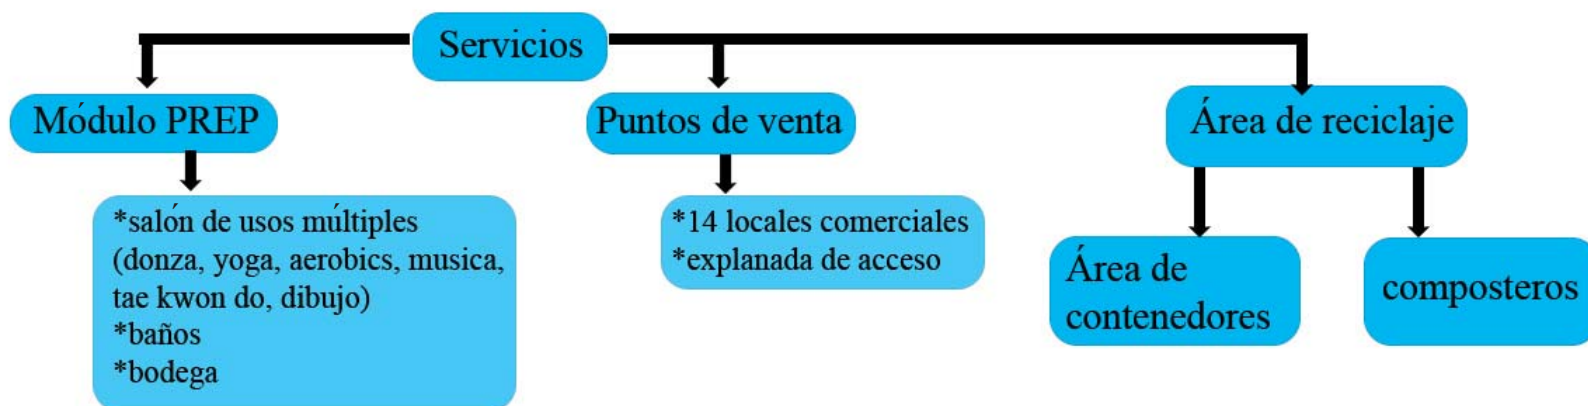 Servicios
Módulo PREP
Puntos de venta
Área de reciclaje
*salón de usos múltiples
(donza, yoga, aerobics, musica,
tae kwon do, dibujo)
*baños
*bodega
*14 locales comerciales
*explanada de acceso
Área de
contenedores
composteros